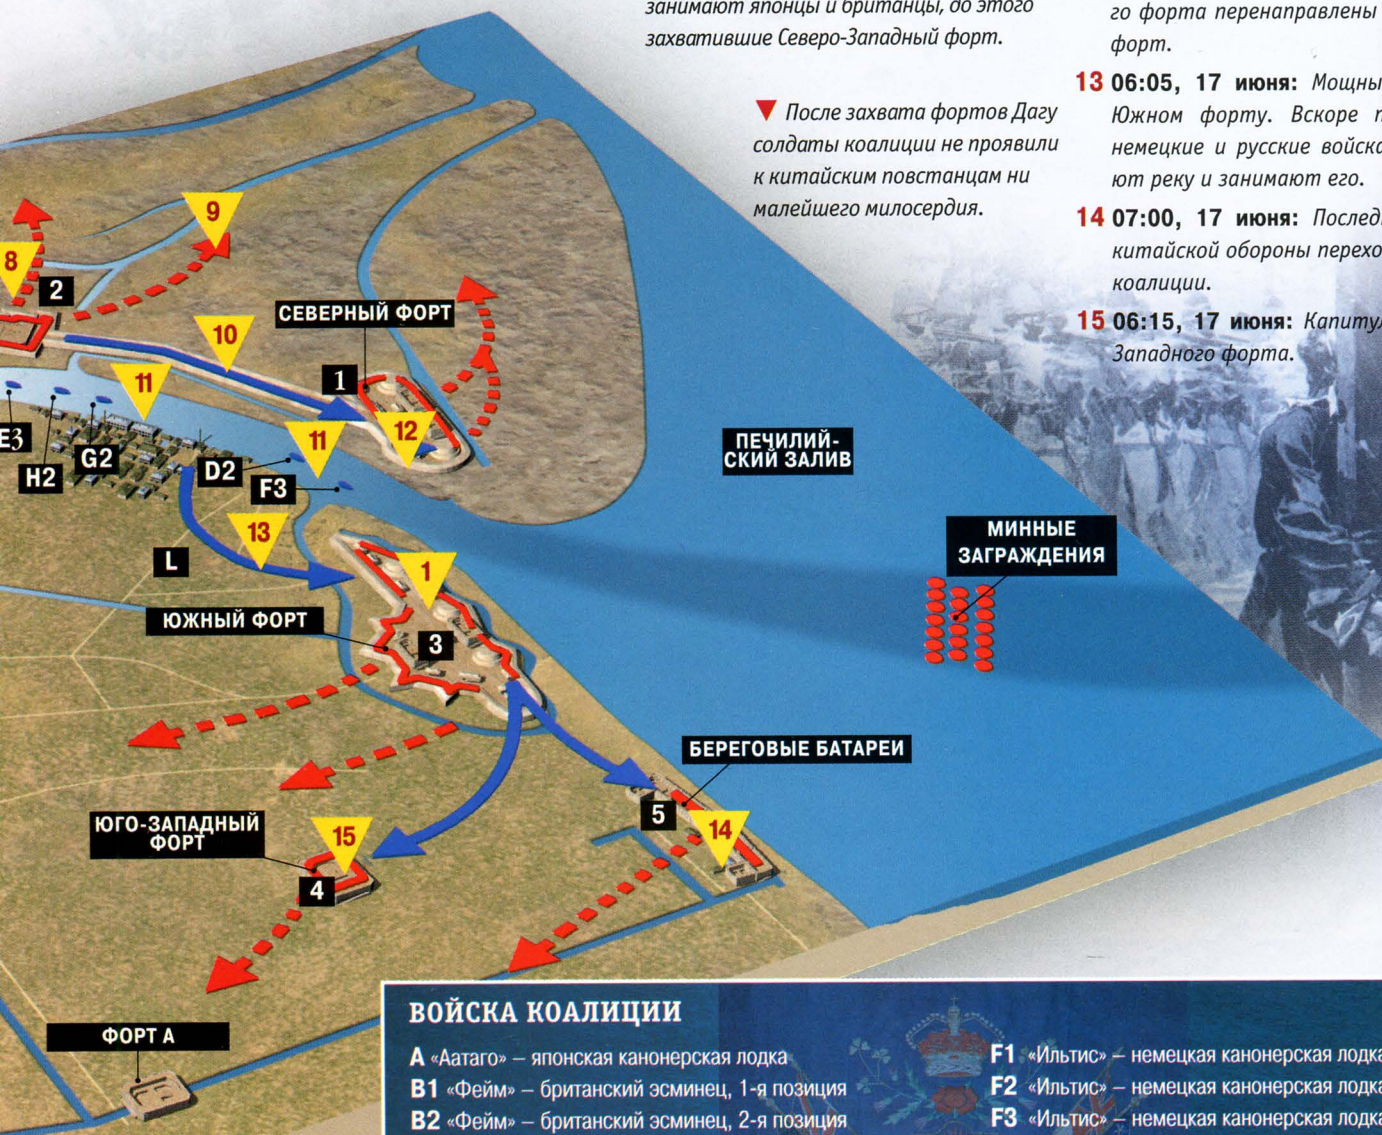 занимают японцы и британцы, до этого
захватившие Северо-Западный форт.
▼ После захвата фортов Дагу
солдаты коалиции не проявили
к китайским повстанцам ни
малейшего милосердия.
го форта перенаправлены
форт.
13 06:05, 17 июня: Мощны
Южном форту. Вскоре п
немецкие и русские войска
ют реку и занимают его.
14 07:00, 17 июня: Послед
китайской обороны перехо
коалиции.
15 06:15, 17 июня: Капитул
Западного форта.
9
8
2
СЕВЕРНЫЙ ФОРТ
10
1
11
12
11
E3
H2
G2
D2
F3
ПЕЧИЛИЙ-
СКИЙ ЗАЛИВ
13
L
1
МИННЫЕ
ЗАГРАЖДЕНИЯ
ЮЖНЫЙ ФОРТ
3
БЕРЕГОВЫЕ БАТАРЕИ
5
14
ЮГО-ЗАПАДНЫЙ
ФОРТ
15
4
ФОРТ А
ВОЙСКА КОАЛИЦИИ
A «Аатаго» – японская канонерская лодка
B1 «Фейм» – британский эсминец, 1-я позиция
B2 «Фейм» – британский эсминец, 2-я позиция
F1 «Ильтис» – немецкая канонерская лодка
F2 «Ильтис» – немецкая канонерская лодка
F3 «Ильтис» – немецкая канонерская лодка